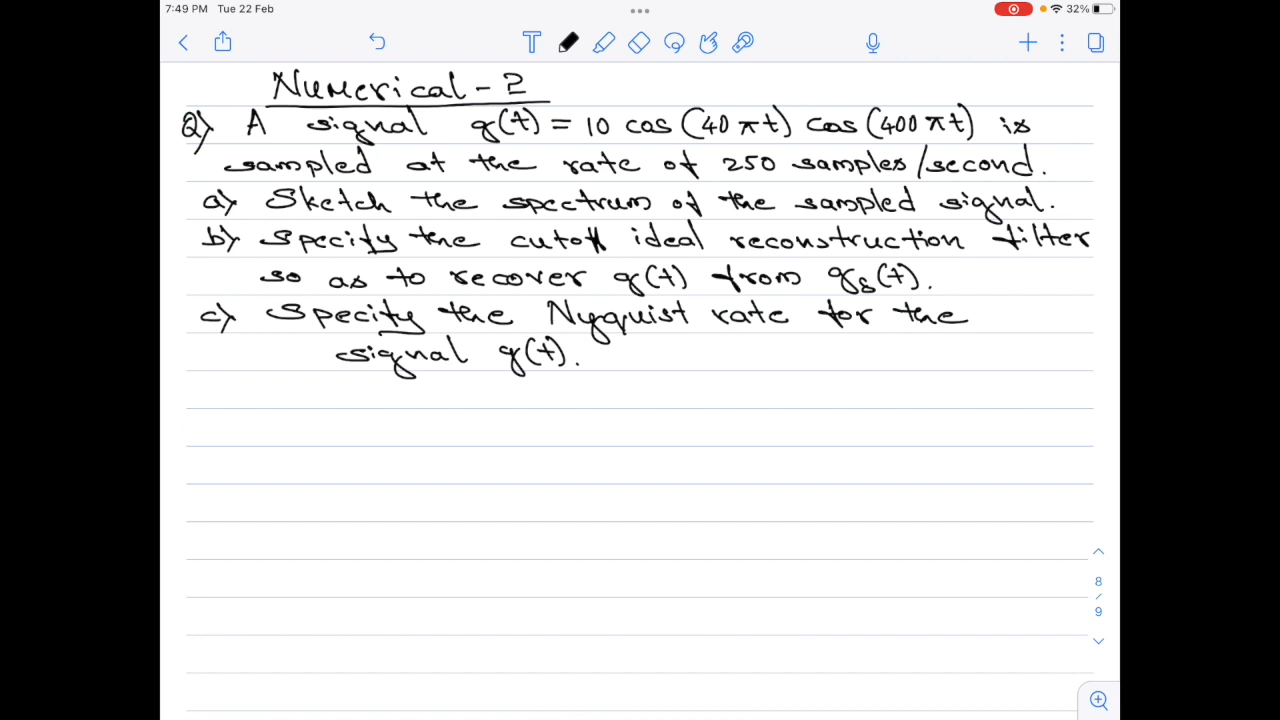 7:49 PM Tue 22 Feb
32%
Numerical - 2
Q) A signal g(t) = 10 cos (40 πt) cos (400 πt) is
sampled at the rate of 250 samples/second.
a) Sketch the spectrum of the sampled signal.
b) Specify the cutoff ideal reconstruction filter
so as to recover g(t) from gδ(t).
c) Specify the Nyquist rate for the
signal g(t).
8
/
9